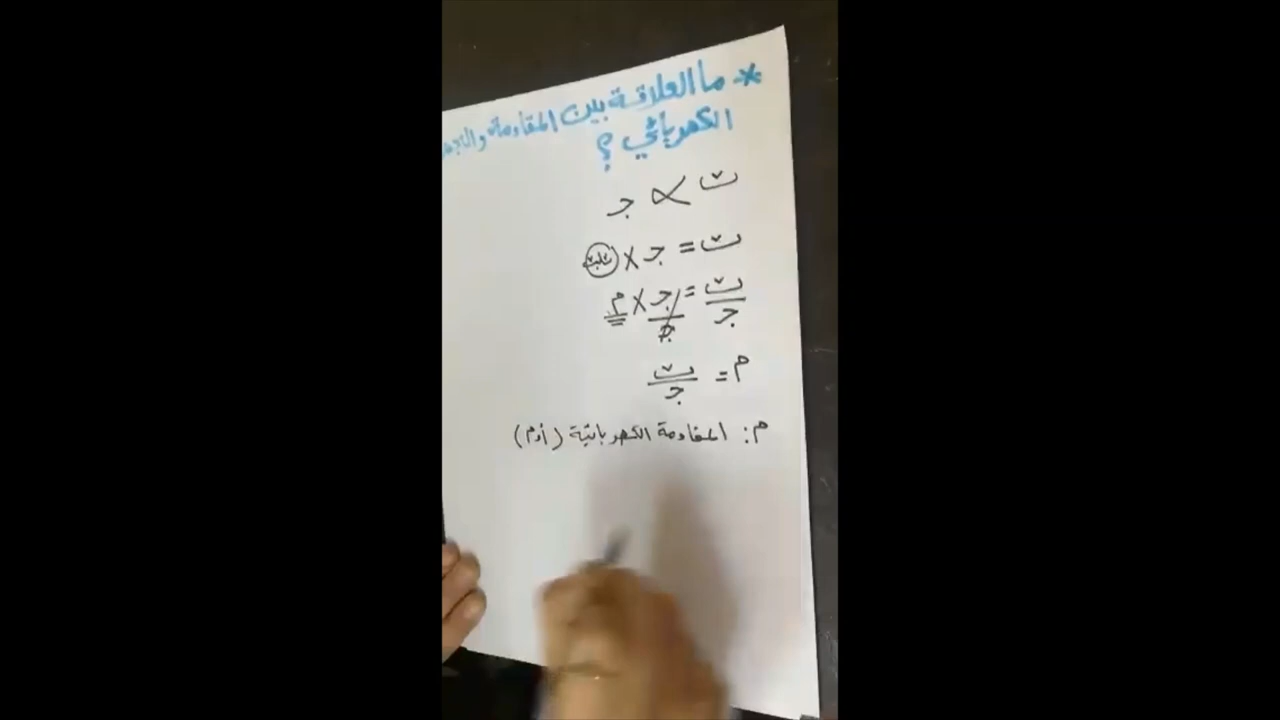 * ما العلاقة بين المقاومة والجهد
الكهربائي ؟
ت ∝ جـ
ت = جـ × ثابت
ت/جـ = جـ/جـ × م
م = ت/جـ
م : المقاومة الكهربائية (أوم)